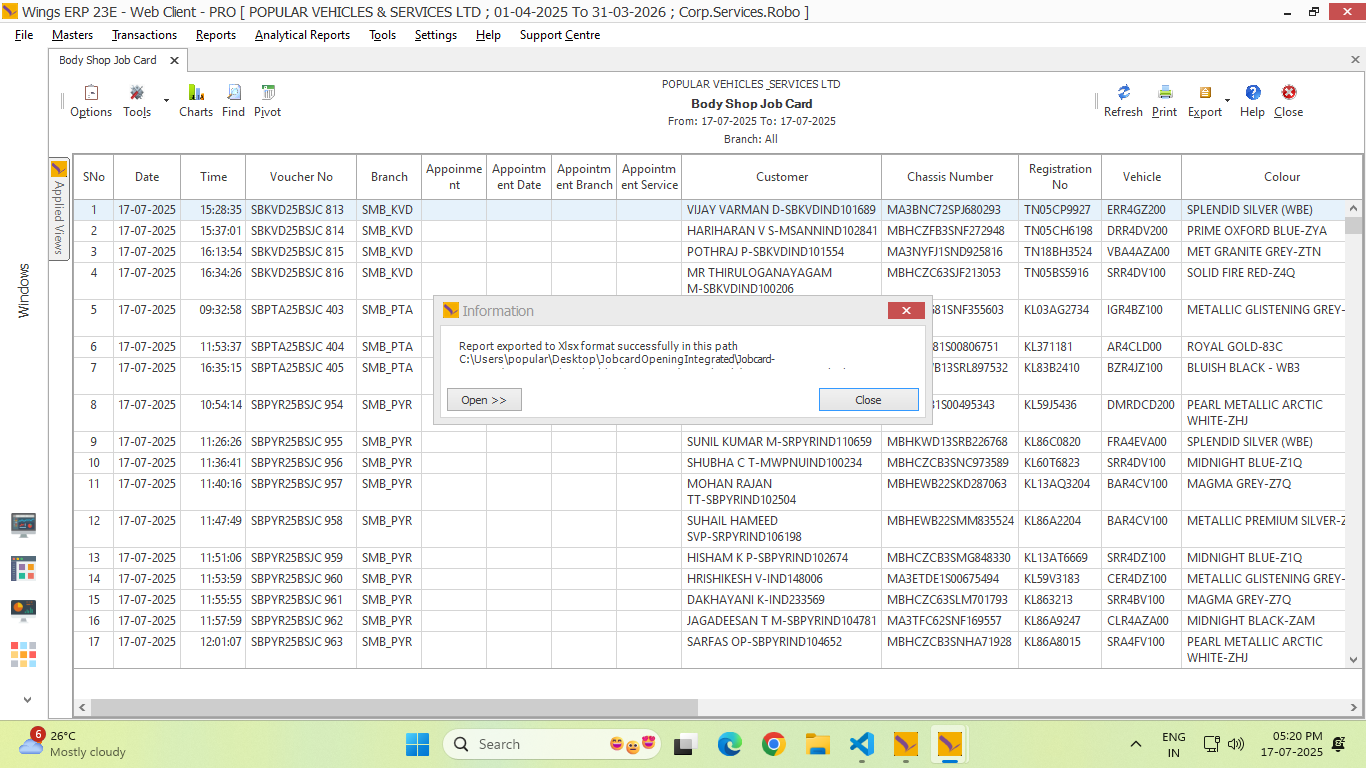 Wings ERP 23E - Web Client - PRO [ POPULAR VEHICLES & SERVICES LTD ; 01-04-2025 To 31-03-2026 ; Corp.Services.Robo ]
File Masters Transactions Reports Analytical Reports Tools Settings Help Support Centre
Body Shop Job Card
Options Tools Charts Find Pivot
POPULAR VEHICLES_SERVICES LTD
Body Shop Job Card
From: 17-07-2025 To: 17-07-2025
Branch: All
Refresh Print Export Help Close
Applied Views
Windows
SNo Date Time Voucher No Branch Appoinment Appointment Date Appointment Branch Appointment Service Customer Chassis Number Registration No Vehicle Colour
1 17-07-2025 15:28:35 SBKVD25BSJC 813 SMB_KVD VIJAY VARMAN D-SBKVDIND101689 MA3BNC72SPJ680293 TN05CP9927 ERR4GZ200 SPLENDID SILVER (WBE)
2 17-07-2025 15:37:01 SBKVD25BSJC 814 SMB_KVD HARIHARAN V S-MSANNIND102841 MBHCZFB3SNF272948 TN05CH6198 DRR4DV200 PRIME OXFORD BLUE-ZYA
3 17-07-2025 16:13:54 SBKVD25BSJC 815 SMB_KVD POTHRAJ P-SBKVDIND101554 MA3NYFJ1SND925816 TN18BH3524 VBA4AZA00 MET GRANITE GREY-ZTN
4 17-07-2025 16:34:26 SBKVD25BSJC 816 SMB_KVD MR THIRULOGANAYAGAM M-SBKVDIND100206 MBHCZC63SJF213053 TN05BS5916 SRR4DV100 SOLID FIRE RED-Z4Q
5 17-07-2025 09:32:58 SBPTA25BSJC 403 SMB_PTA 81SNF355603 KL03AG2734 IGR4BZ100 METALLIC GLISTENING GREY-
6 17-07-2025 11:53:37 SBPTA25BSJC 404 SMB_PTA 81S00806751 KL371181 AR4CLD00 ROYAL GOLD-83C
7 17-07-2025 16:35:15 SBPTA25BSJC 405 SMB_PTA B13SRL897532 KL83B2410 BZR4JZ100 BLUISH BLACK - WB3
8 17-07-2025 10:54:14 SBPYR25BSJC 954 SMB_PYR 1S00495343 KL59J5436 DMRDCD200 PEARL METALLIC ARCTIC WHITE-ZHJ
9 17-07-2025 11:26:26 SBPYR25BSJC 955 SMB_PYR SUNIL KUMAR M-SRPYRIND110659 MBHKWD13SRB226768 KL86C0820 FRA4EVA00 SPLENDID SILVER (WBE)
10 17-07-2025 11:36:41 SBPYR25BSJC 956 SMB_PYR SHUBHA C T-MWPNUIND100234 MBHCZCB3SNC973589 KL60T6823 SRR4DV100 MIDNIGHT BLUE-Z1Q
11 17-07-2025 11:40:16 SBPYR25BSJC 957 SMB_PYR MOHAN RAJAN TT-SBPYRIND102504 MBHEWB22SKD287063 KL13AQ3204 BAR4CV100 MAGMA GREY-Z7Q
12 17-07-2025 11:47:49 SBPYR25BSJC 958 SMB_PYR SUHAIL HAMEED SVP-SRPYRIND106198 MBHEWB22SMM835524 KL86A2204 BAR4CV100 METALLIC PREMIUM SILVER-Z
13 17-07-2025 11:51:06 SBPYR25BSJC 959 SMB_PYR HISHAM K P-SBPYRIND102674 MBHCZCB3SMG848330 KL13AT6669 SRR4DZ100 MIDNIGHT BLUE-Z1Q
14 17-07-2025 11:53:59 SBPYR25BSJC 960 SMB_PYR HRISHIKESH V-IND148006 MA3ETDE1S00675494 KL59V3183 CER4DZ100 METALLIC GLISTENING GREY-
15 17-07-2025 11:55:55 SBPYR25BSJC 961 SMB_PYR DAKHAYANI K-IND233569 MBHCZC63SLM701793 KL863213 SRR4BV100 MAGMA GREY-Z7Q
16 17-07-2025 11:57:59 SBPYR25BSJC 962 SMB_PYR JAGADEESAN T M-SBPYRIND104781 MA3TFC62SNF169557 KL86A9247 CLR4AZA00 MIDNIGHT BLACK-ZAM
17 17-07-2025 12:01:07 SBPYR25BSJC 963 SMB_PYR SARFAS OP-SBPYRIND104652 MBHCZCB3SNHA71928 KL86A8015 SRA4FV100 PEARL METALLIC ARCTIC WHITE-ZHJ
Information
Report exported to Xlsx format successfully in this path
C:\Users\popular\Desktop\JobcardOpeningIntegrated\Jobcard-
Open >> Close
6 26°C
Mostly cloudy
Search
ENG
IN
05:20 PM
17-07-2025